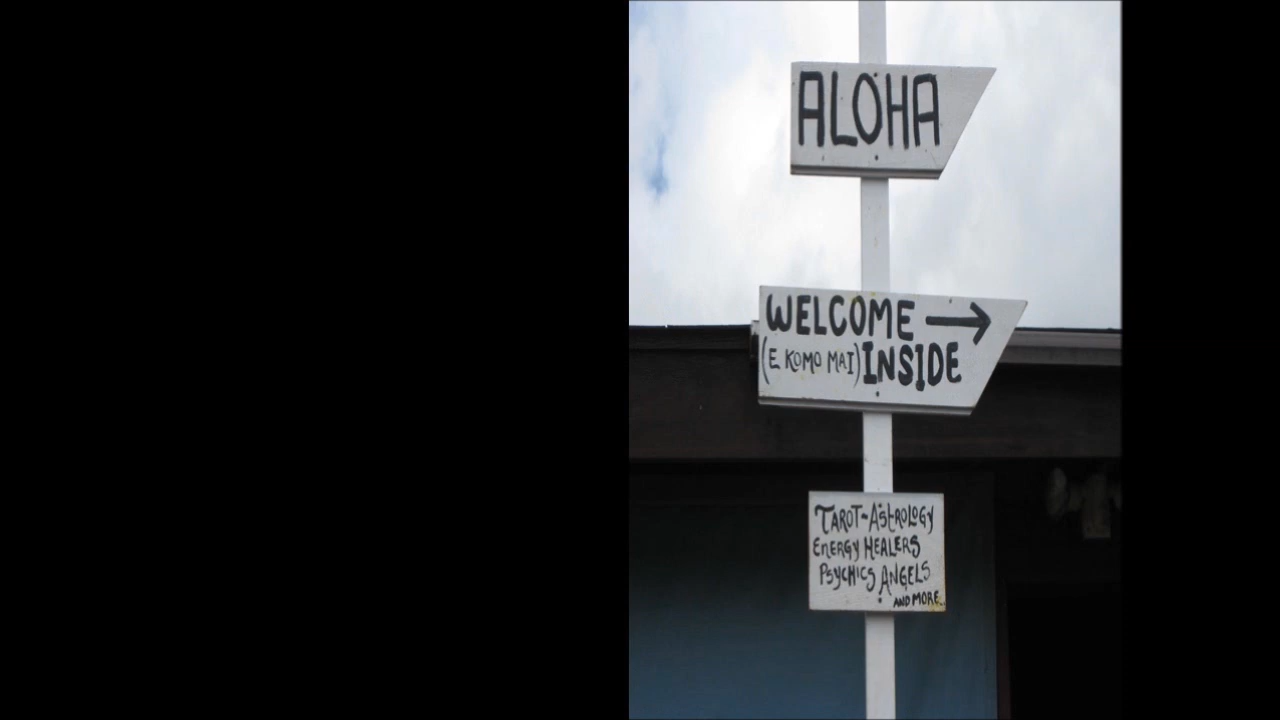 ALOHA
WELCOME →
(E KOMO MAI) INSIDE
TAROT-ASTROLOGY
ENERGY HEALERS
PSYCHICS ANGELS
AND MORE..